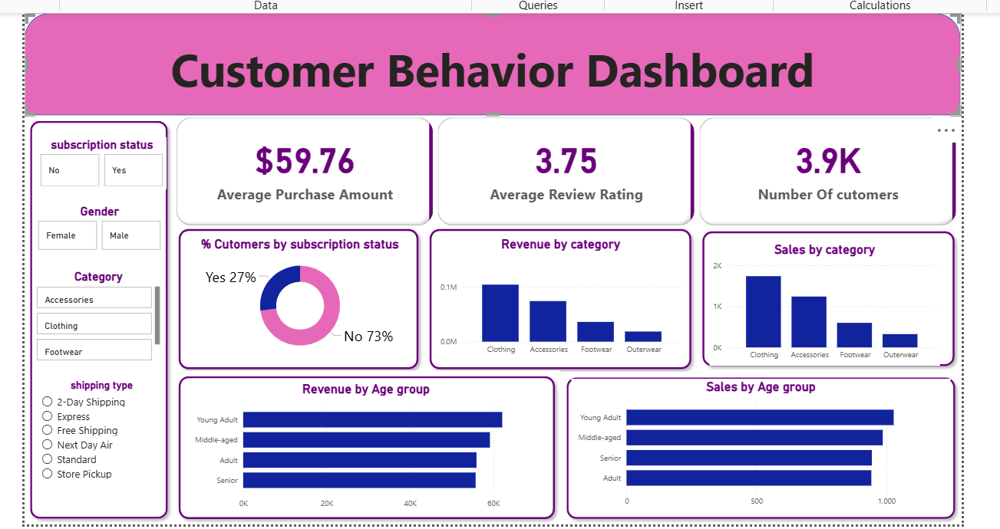 Data Queries Insert Calculations
Customer Behavior Dashboard
subscription status
No Yes
Gender
Female Male
Category
Accessories
Clothing
Footwear
shipping type
2-Day Shipping
Express
Free Shipping
Next Day Air
Standard
Store Pickup
$59.76
Average Purchase Amount
3.75
Average Review Rating
3.9K
Number Of cutomers
% Cutomers by subscription status
Yes 27%
No 73%
Revenue by category
0.1M
0.0M
Clothing Accessories Footwear Outerwear
Sales by category
2K
1K
0K
Clothing Accessories Footwear Outerwear
Revenue by Age group
Young Adult
Middle-aged
Adult
Senior
0K 20K 40K 60K
Sales by Age group
Young Adult
Middle-aged
Senior
Adult
0 500 1,000